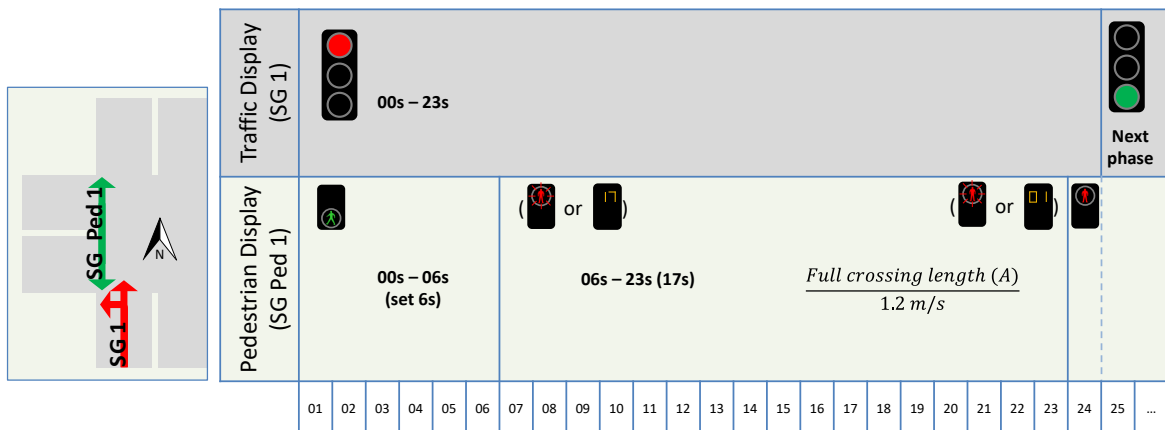 SG Ped 1
SG 1
N
Traffic Display
(SG 1)
00s – 23s
Next
phase
Pedestrian Display
(SG Ped 1)
( or 17 )
( or 01 )
00s – 06s
(set 6s)
06s – 23s (17s)
Full crossing length (A)
1.2 m/s
01 02 03 04 05 06 07 08 09 10 11 12 13 14 15 16 17 18 19 20 21 22 23 24 25 ...